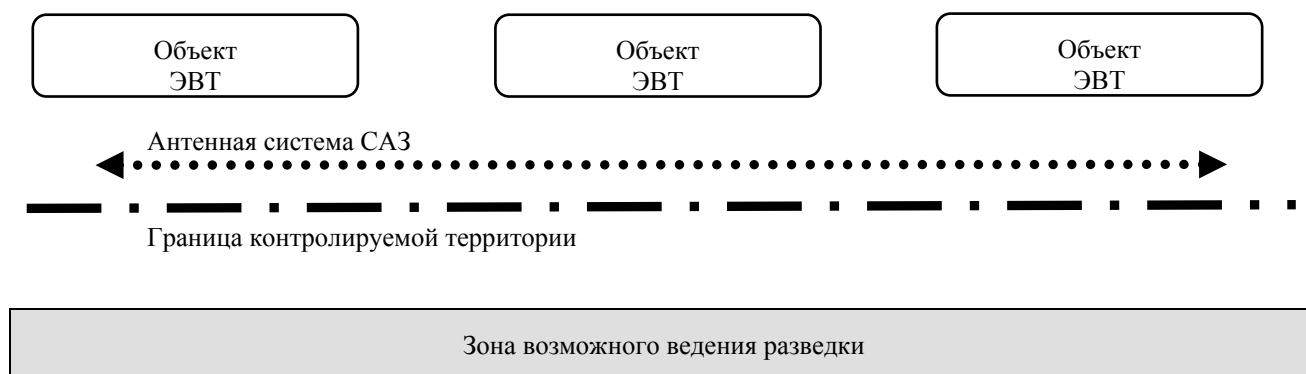 Объект
ЭВТ
Объект
ЭВТ
Объект
ЭВТ
Антенная система САЗ
Граница контролируемой территории
Зона возможного ведения разведки